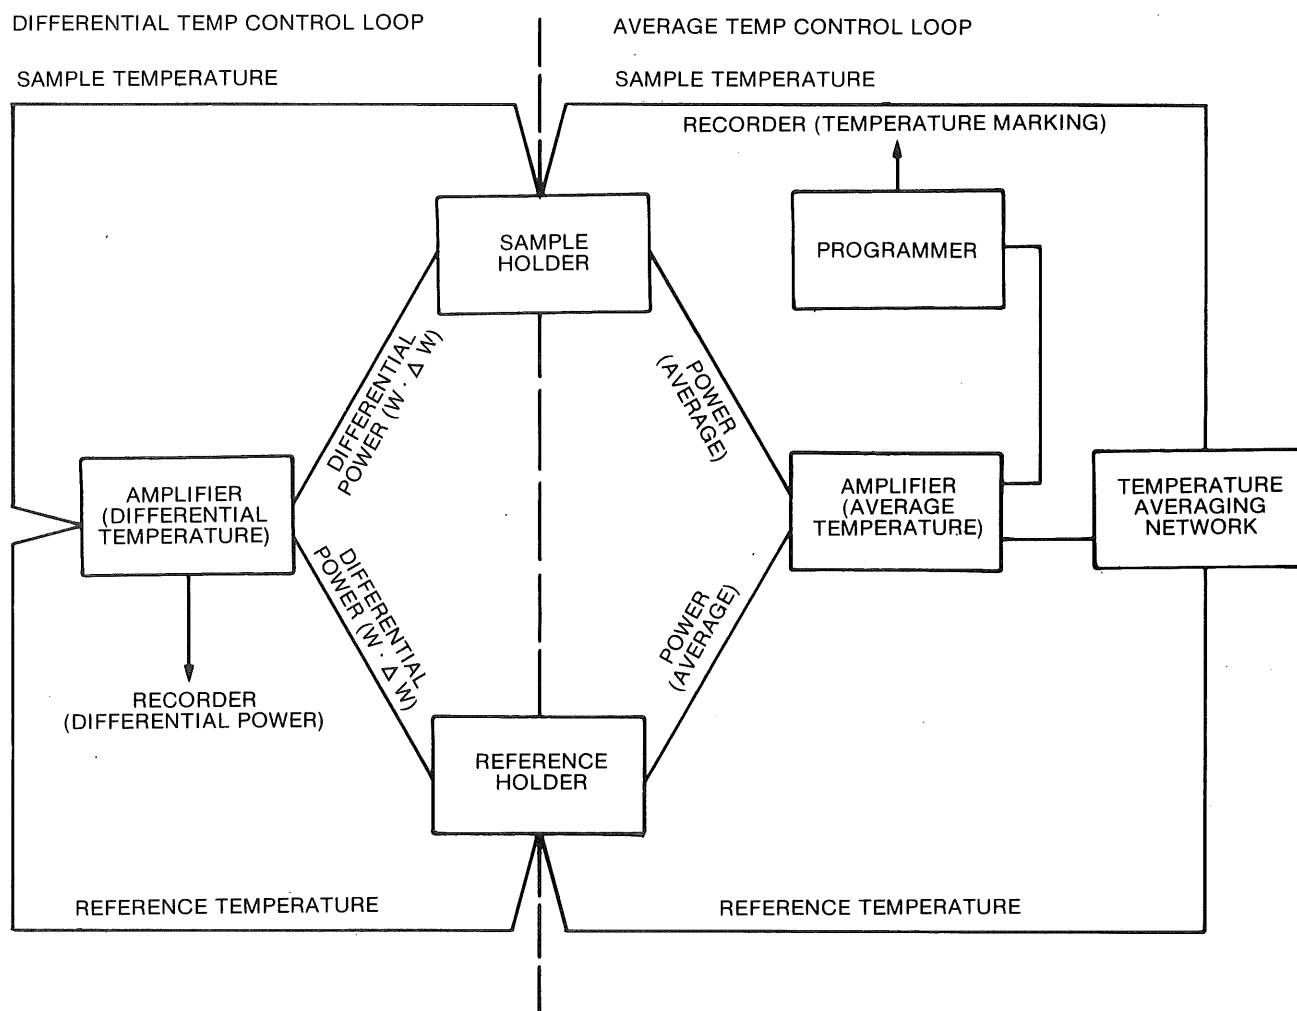 DIFFERENTIAL TEMP CONTROL LOOP
AVERAGE TEMP CONTROL LOOP
SAMPLE TEMPERATURE
SAMPLE TEMPERATURE
RECORDER (TEMPERATURE MARKING)
SAMPLE
HOLDER
PROGRAMMER
DIFFERENTIAL
POWER (W · Δ W)
POWER
(AVERAGE)
AMPLIFIER
(DIFFERENTIAL
TEMPERATURE)
AMPLIFIER
(AVERAGE
TEMPERATURE)
TEMPERATURE
AVERAGING
NETWORK
DIFFERENTIAL
POWER (W · Δ W)
POWER
(AVERAGE)
RECORDER
(DIFFERENTIAL POWER)
REFERENCE
HOLDER
REFERENCE TEMPERATURE
REFERENCE TEMPERATURE